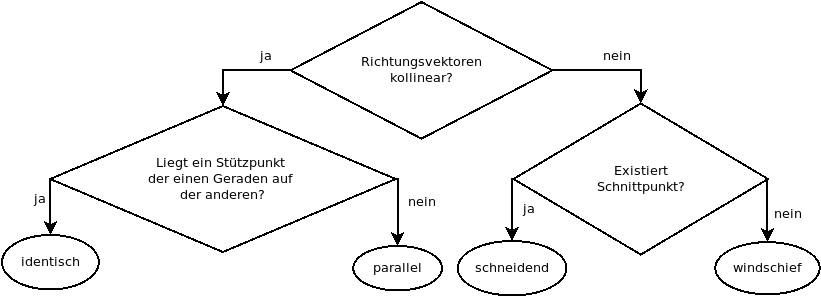 Richtungsvektoren
kollinear?
ja
nein
Liegt ein Stützpunkt
der einen Geraden auf
der anderen?
Existiert
Schnittpunkt?
ja
nein
ja
nein
identisch
parallel
schneidend
windschief